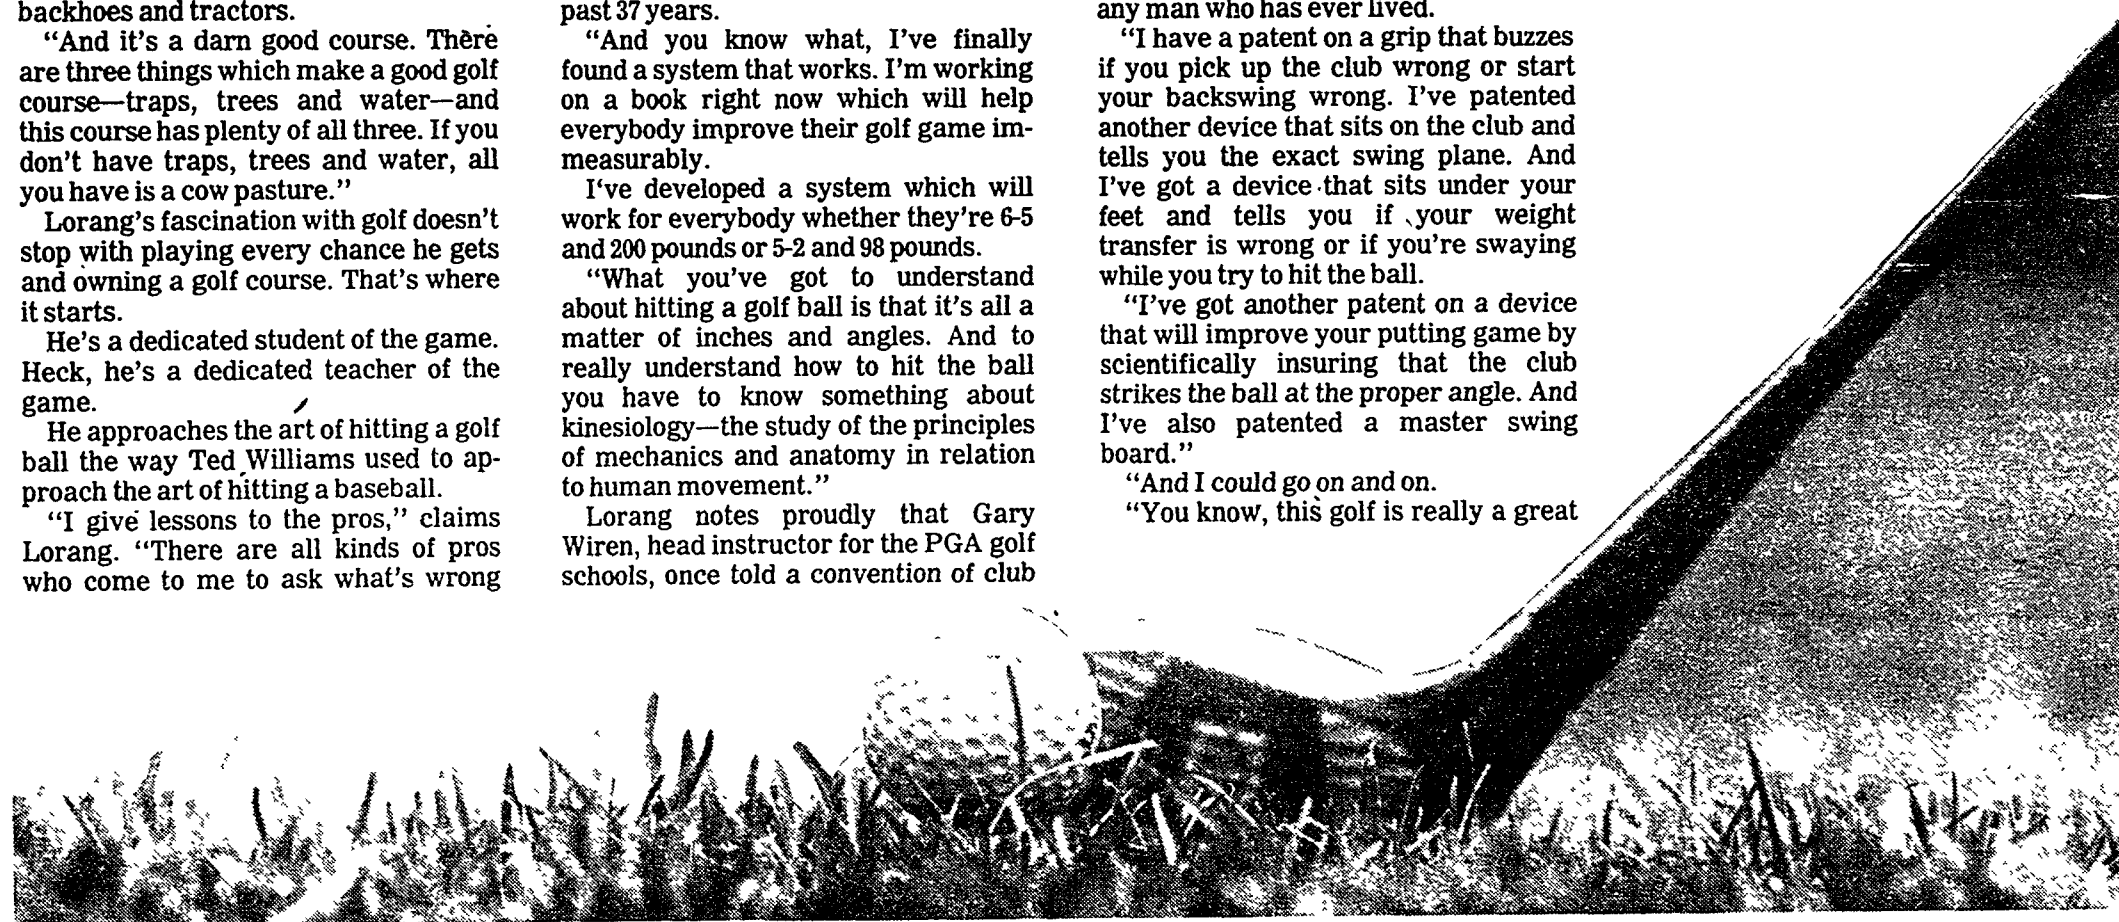 backhoes and tractors.
“And it's a darn good course. There
are three things which make a good golf
course—traps, trees and water—and
this course has plenty of all three. If you
don't have traps, trees and water, all
you have is a cow pasture.”
Lorang's fascination with golf doesn't
stop with playing every chance he gets
and owning a golf course. That's where
it starts.
He's a dedicated student of the game.
Heck, he's a dedicated teacher of the
game.
He approaches the art of hitting a golf
ball the way Ted Williams used to ap-
proach the art of hitting a baseball.
“I give lessons to the pros,” claims
Lorang. “There are all kinds of pros
who come to me to ask what's wrong
past 37 years.
“And you know what, I've finally
found a system that works. I'm working
on a book right now which will help
everybody improve their golf game im-
measurably.
I‘ve developed a system which will
work for everybody whether they're 6-5
and 200 pounds or 5-2 and 98 pounds.
“What you've got to understand
about hitting a golf ball is that it's all a
matter of inches and angles. And to
really understand how to hit the ball
you have to know something about
kinesiology—the study of the principles
of mechanics and anatomy in relation
to human movement.”
Lorang notes proudly that Gary
Wiren, head instructor for the PGA golf
schools, once told a convention of club
any man who has ever lived.
“I have a patent on a grip that buzzes
if you pick up the club wrong or start
your backswing wrong. I've patented
another device that sits on the club and
tells you the exact swing plane. And
I've got a device that sits under your
feet and tells you if your weight
transfer is wrong or if you're swaying
while you try to hit the ball.
“I've got another patent on a device
that will improve your putting game by
scientifically insuring that the club
strikes the ball at the proper angle. And
I've also patented a master swing
board.”
“And I could go on and on.
“You know, this golf is really a great